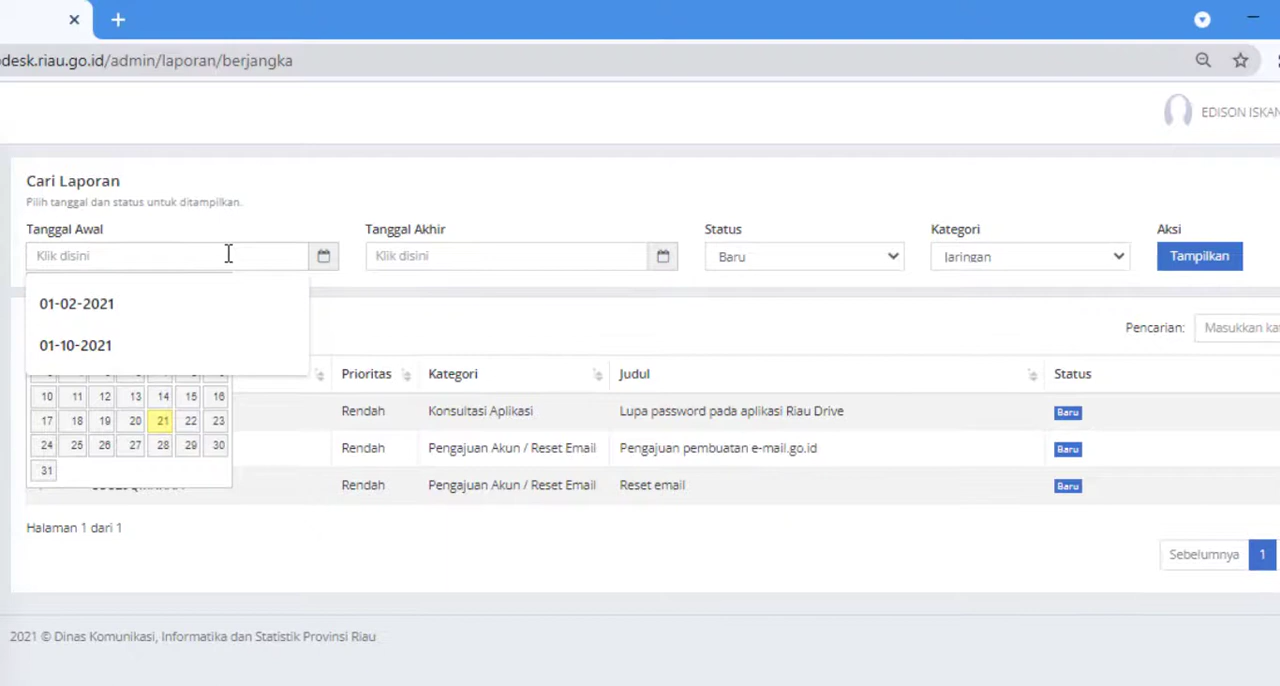 desk.riau.go.id/admin/laporan/berjangka
EDISON ISKAN
Cari Laporan
Pilih tanggal dan status untuk ditampilkan.
Tanggal Awal Tanggal Akhir Status Kategori Aksi
Klik disini Klik disini Baru Jaringan Tampilkan
01-02-2021
01-10-2021
Pencarian: Masukkan ka
Prioritas Kategori Judul Status
10 11 12 13 14 15 16
Rendah Konsultasi Aplikasi Lupa password pada aplikasi Riau Drive Baru
17 18 19 20 21 22 23
24 25 26 27 28 29 30
Rendah Pengajuan Akun / Reset Email Pengajuan pembuatan e-mail.go.id Baru
31
Rendah Pengajuan Akun / Reset Email Reset email Baru
Halaman 1 dari 1
Sebelumnya 1
2021 © Dinas Komunikasi, Informatika dan Statistik Provinsi Riau